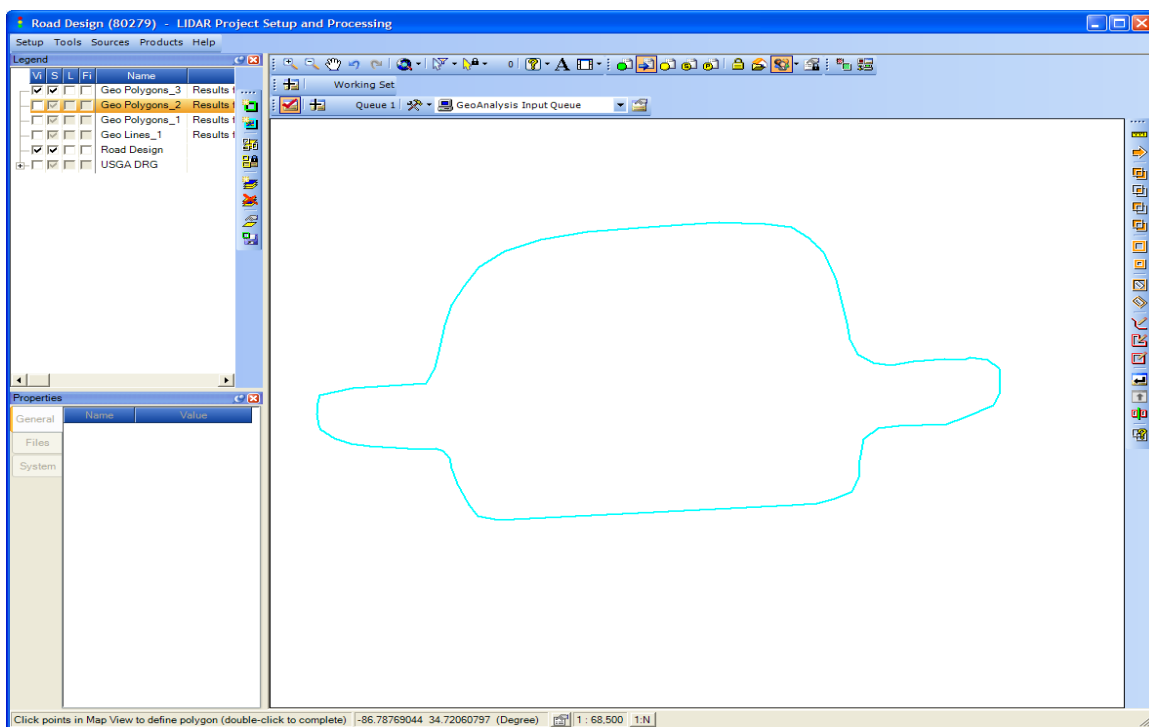 Road Design (80279) - LIDAR Project Setup and Processing
Setup Tools Sources Products Help
Legend
Vi S L Fi Name
Geo Polygons_3 Results f
Geo Polygons_2 Results f
Geo Polygons_1 Results f
Geo Lines_1 Results f
Road Design
USGA DRG
0 A
Working Set
Queue 1 GeoAnalysis Input Queue
Properties
General Name Value
Files
System
Click points in Map View to define polygon (double-click to complete) -86.78769044 34.72060797 (Degree) 1 : 68,500 1:N